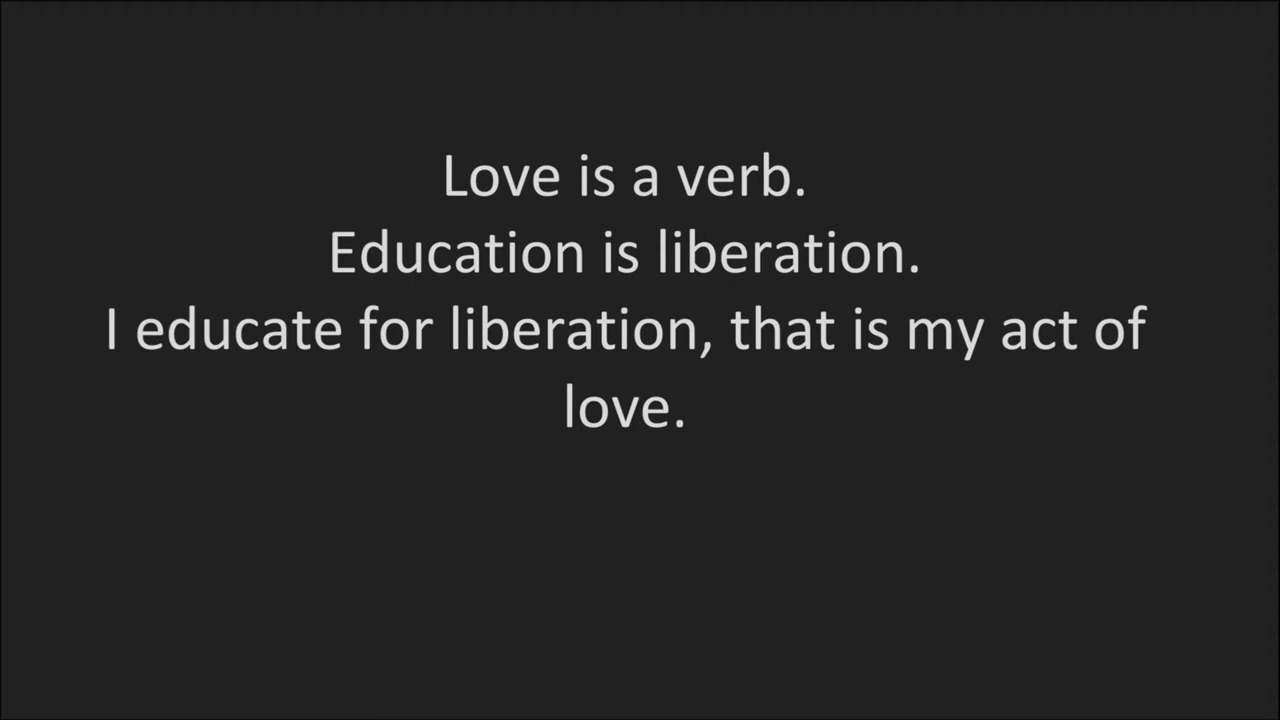 Love is a verb.
Education is liberation.
I educate for liberation, that is my act of
love.